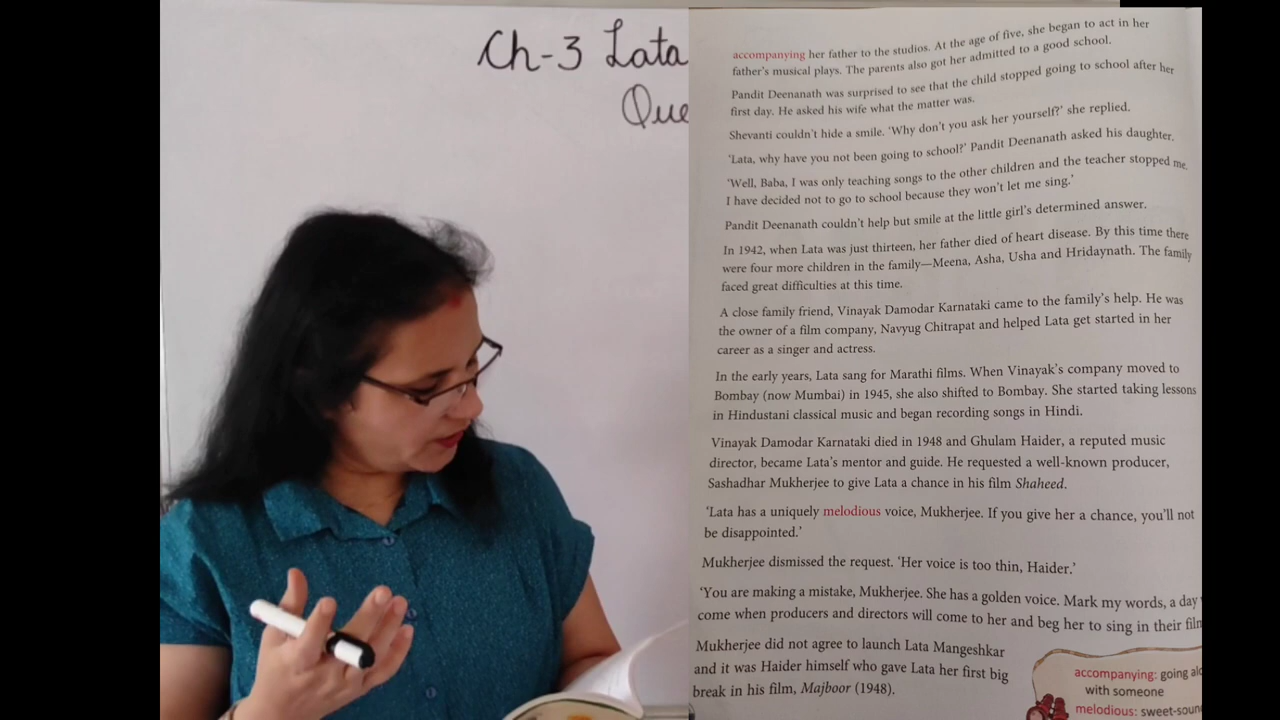 Ch-3 Lata
Que
accompanying her father to the studios. At the age of five, she began to act in her
father's musical plays. The parents also got her admitted to a good school.
Pandit Deenanath was surprised to see that the child stopped going to school after her
first day. He asked his wife what the matter was.
Shevanti couldn't hide a smile. 'Why don't you ask her yourself?' she replied.
'Lata, why have you not been going to school?' Pandit Deenanath asked his daughter.
'Well, Baba, I was only teaching songs to the other children and the teacher stopped me.
I have decided not to go to school because they won't let me sing.'
Pandit Deenanath couldn't help but smile at the little girl's determined answer.
In 1942, when Lata was just thirteen, her father died of heart disease. By this time there
were four more children in the family—Meena, Asha, Usha and Hridaynath. The family
faced great difficulties at this time.
A close family friend, Vinayak Damodar Karnataki came to the family's help. He was
the owner of a film company, Navyug Chitrapat and helped Lata get started in her
career as a singer and actress.
In the early years, Lata sang for Marathi films. When Vinayak's company moved to
Bombay (now Mumbai) in 1945, she also shifted to Bombay. She started taking lessons
in Hindustani classical music and began recording songs in Hindi.
Vinayak Damodar Karnataki died in 1948 and Ghulam Haider, a reputed music
director, became Lata's mentor and guide. He requested a well-known producer,
Sashadhar Mukherjee to give Lata a chance in his film Shaheed.
'Lata has a uniquely melodious voice, Mukherjee. If you give her a chance, you'll not
be disappointed.'
Mukherjee dismissed the request. 'Her voice is too thin, Haider.'
'You are making a mistake, Mukherjee. She has a golden voice. Mark my words, a day
come when producers and directors will come to her and beg her to sing in their film
Mukherjee did not agree to launch Lata Mangeshkar
and it was Haider himself who gave Lata her first big
break in his film, Majboor (1948).
accompanying: going alo
with someone
melodious: sweet-soun